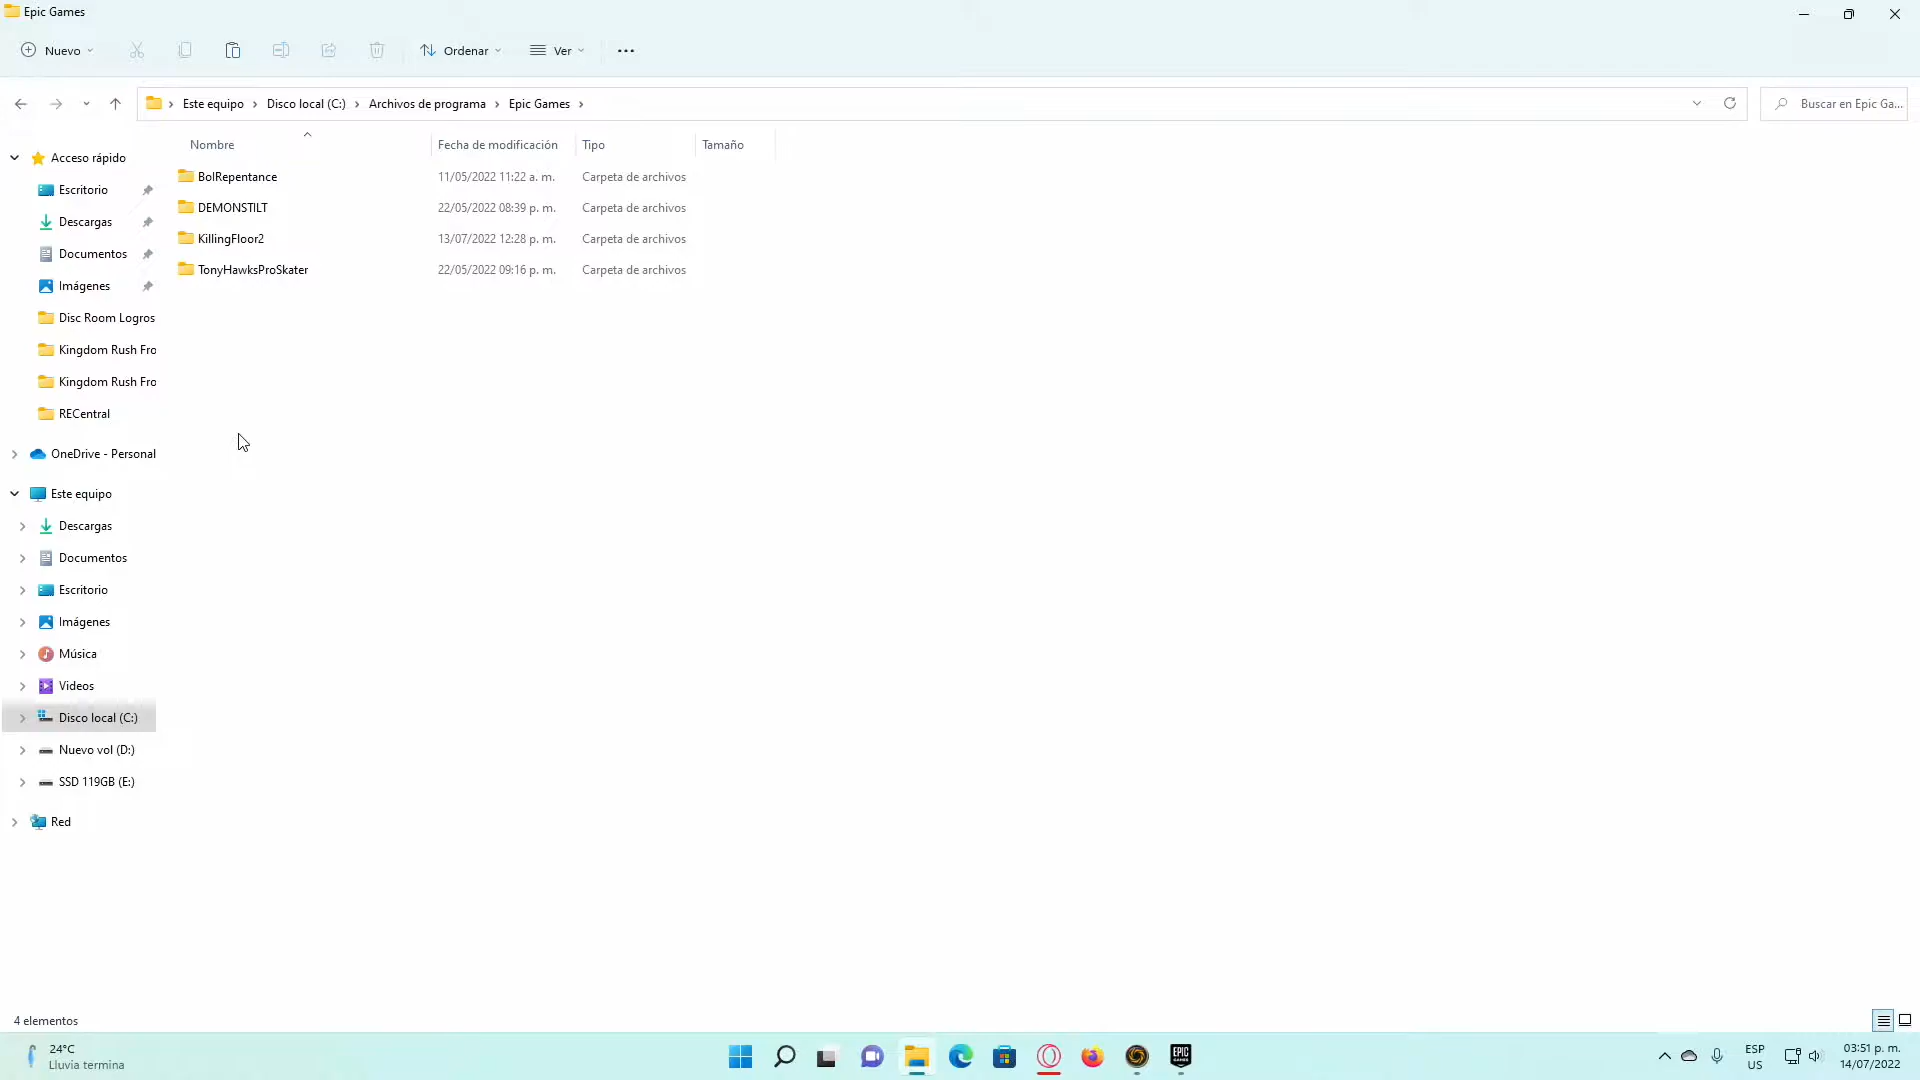 Epic Games
Nuevo
Ordenar
Ver
Este equipo > Disco local (C:) > Archivos de programa > Epic Games >
Buscar en Epic Ga...
Nombre Fecha de modificación Tipo Tamaño
BolRepentance 11/05/2022 11:22 a. m. Carpeta de archivos
DEMONSTILT 22/05/2022 08:39 p. m. Carpeta de archivos
KillingFloor2 13/07/2022 12:28 p. m. Carpeta de archivos
TonyHawksProSkater 22/05/2022 09:16 p. m. Carpeta de archivos
Acceso rápido
Escritorio
Descargas
Documentos
Imágenes
Disc Room Logros
Kingdom Rush Fro
Kingdom Rush Fro
RECentral
OneDrive - Personal
Este equipo
Descargas
Documentos
Escritorio
Imágenes
Música
Videos
Disco local (C:)
Nuevo vol (D:)
SSD 119GB (E:)
Red
4 elementos
24°C
Lluvia termina
EPIC
GAMES
ESP
US
03:51 p. m.
14/07/2022